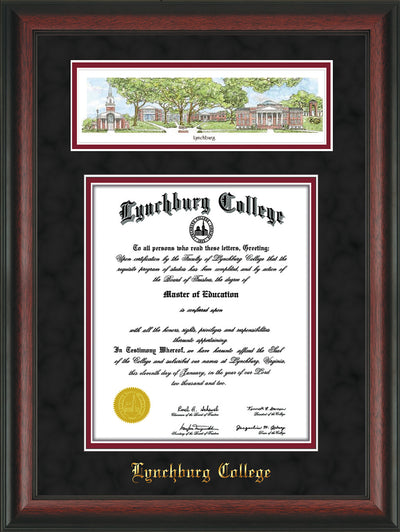 Lynchburg
Lynchburg College
To all persons who read these letters, Greeting:
Upon certification by the Faculty of Lynchburg College that the
requisite program of studies has been completed, and by action of
the Board of Trustees, the degree of
Master of Education
is conferred upon
with all the honors, rights, privileges and responsibilities
thereunto appertaining.
In Testimony Whereof, we have hereunto affixed the Seal
of the College and subscribed our names at Lynchburg, Virginia,
this eleventh day of January, in the year of our Lord
two thousand and two.
Lynchburg College